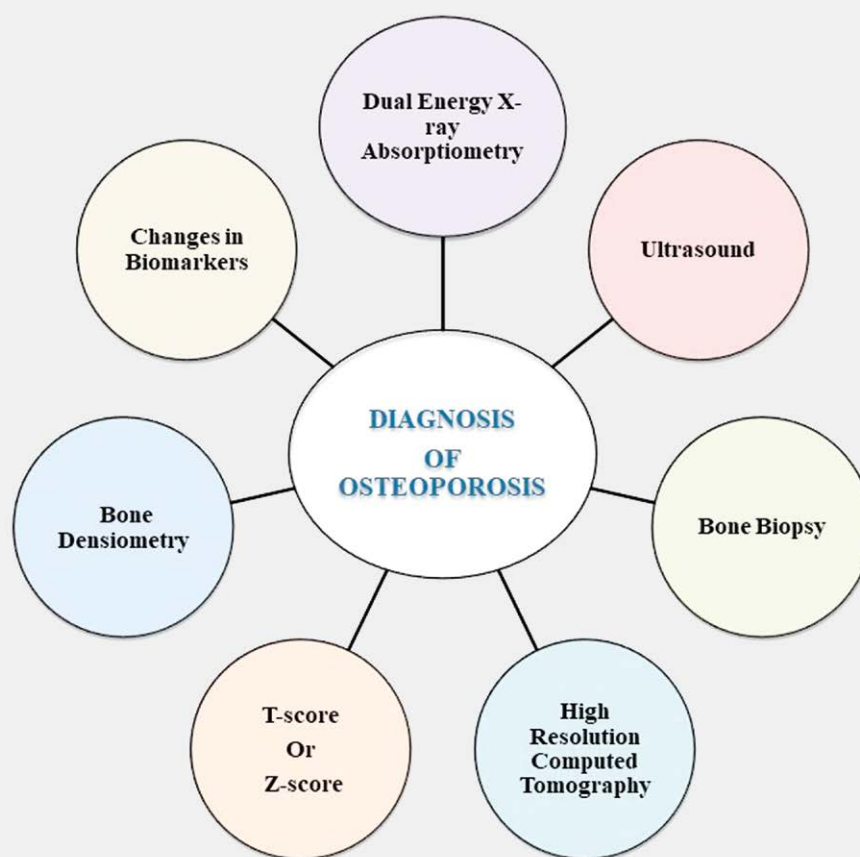 Dual Energy X-
ray
Absorptiometry
Ultrasound
Bone Biopsy
High
Resolution
Computed
Tomography
T-score
Or
Z-score
Bone
Densiometry
Changes in
Biomarkers
DIAGNOSIS
OF
OSTEOPOROSIS